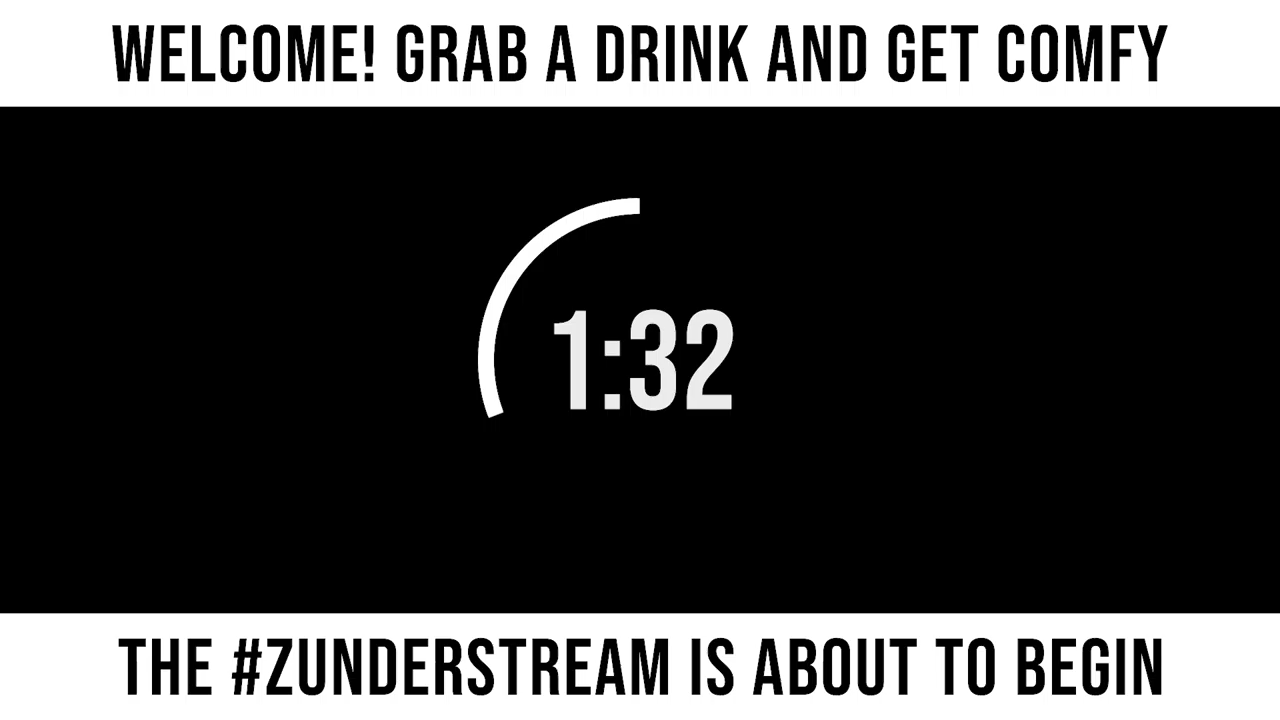 WELCOME! GRAB A DRINK AND GET COMFY
1:32
THE #ZUNDERSTREAM IS ABOUT TO BEGIN